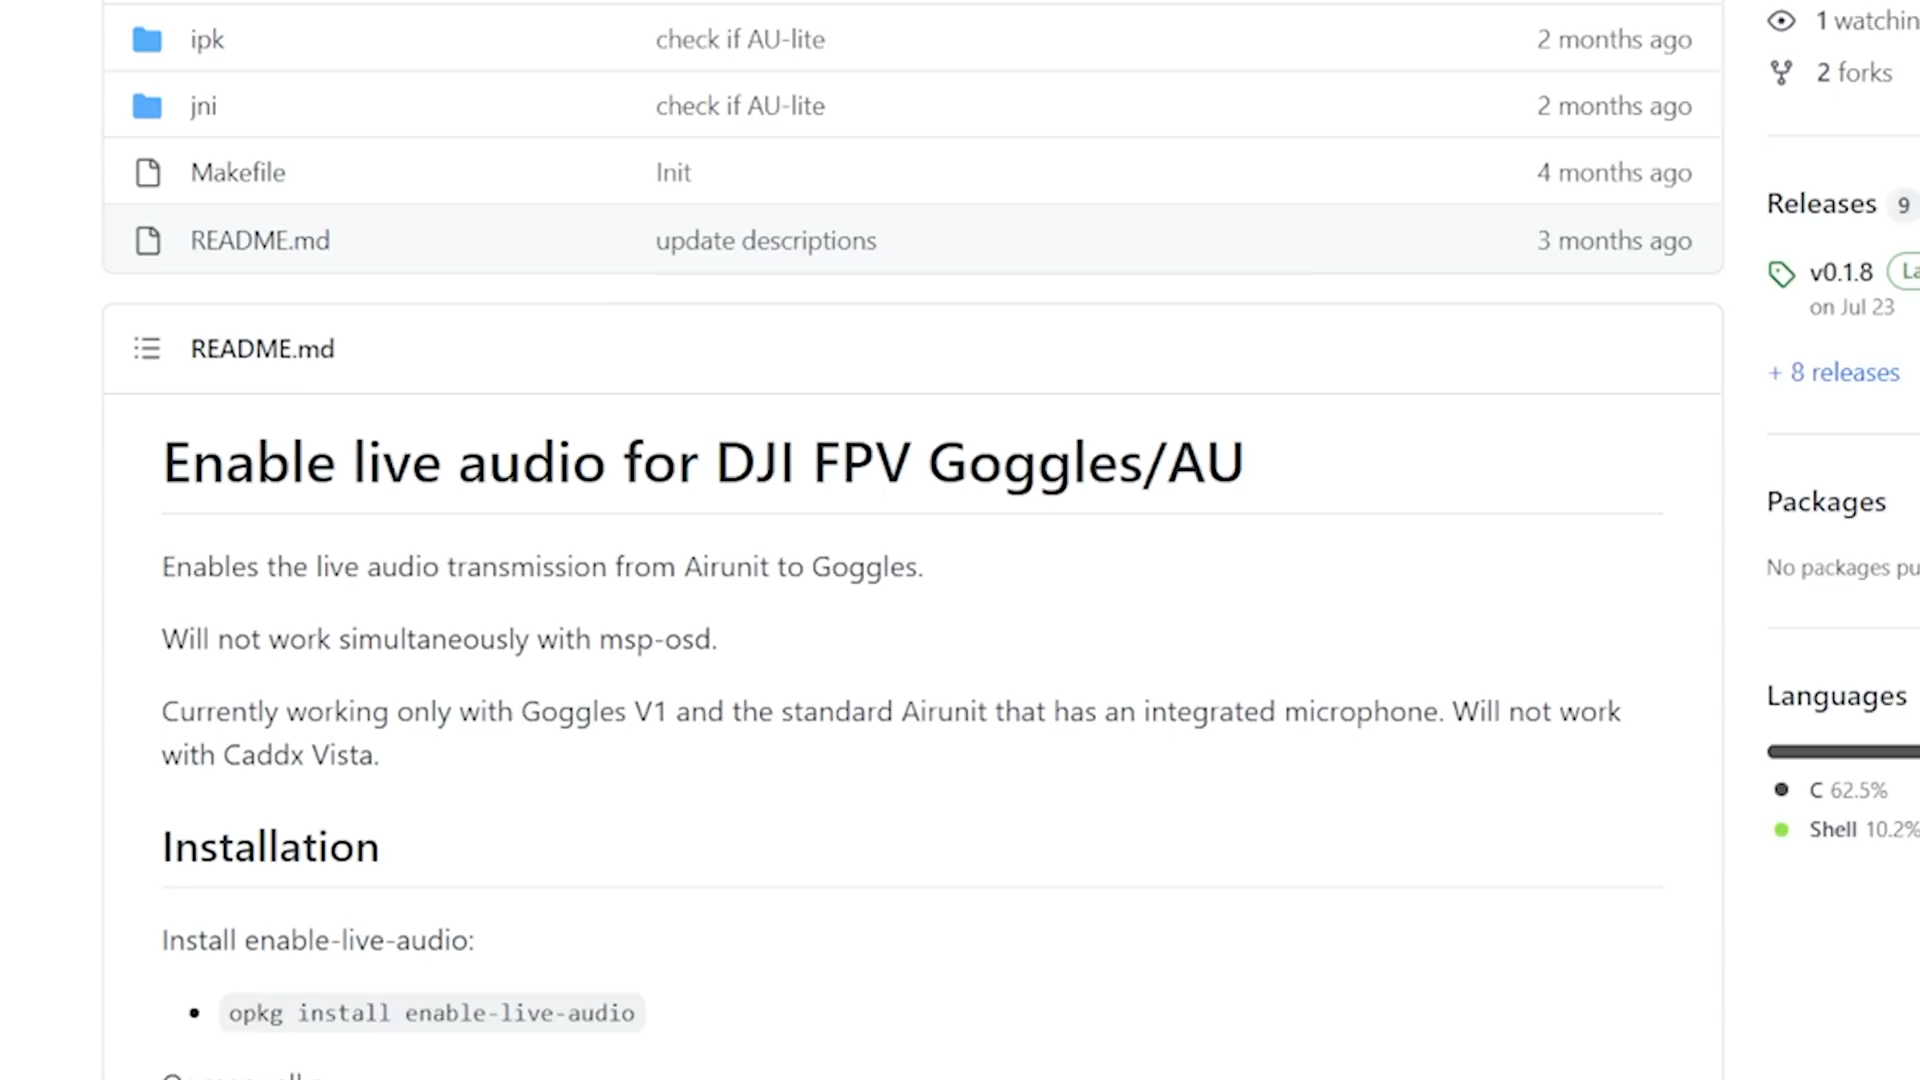 ipk check if AU-lite 2 months ago
1
2 forks
jni check if AU-lite 2 months ago
Makefile Init 4 months ago
README.md update descriptions 3 months ago
Releases 9
v0.1.8
on Jul 23
+ 8 releases
README.md
Enable live audio for DJI FPV Goggles/AU
Packages
Enables the live audio transmission from Airunit to Goggles.
No packages
Will not work simultaneously with msp-osd.
Languages
Currently working only with Goggles V1 and the standard Airunit that has an integrated microphone. Will not work
with Caddx Vista.
C 62.5%
Shell 10.2%
Installation
Install enable-live-audio:
• opkg install enable-live-audio